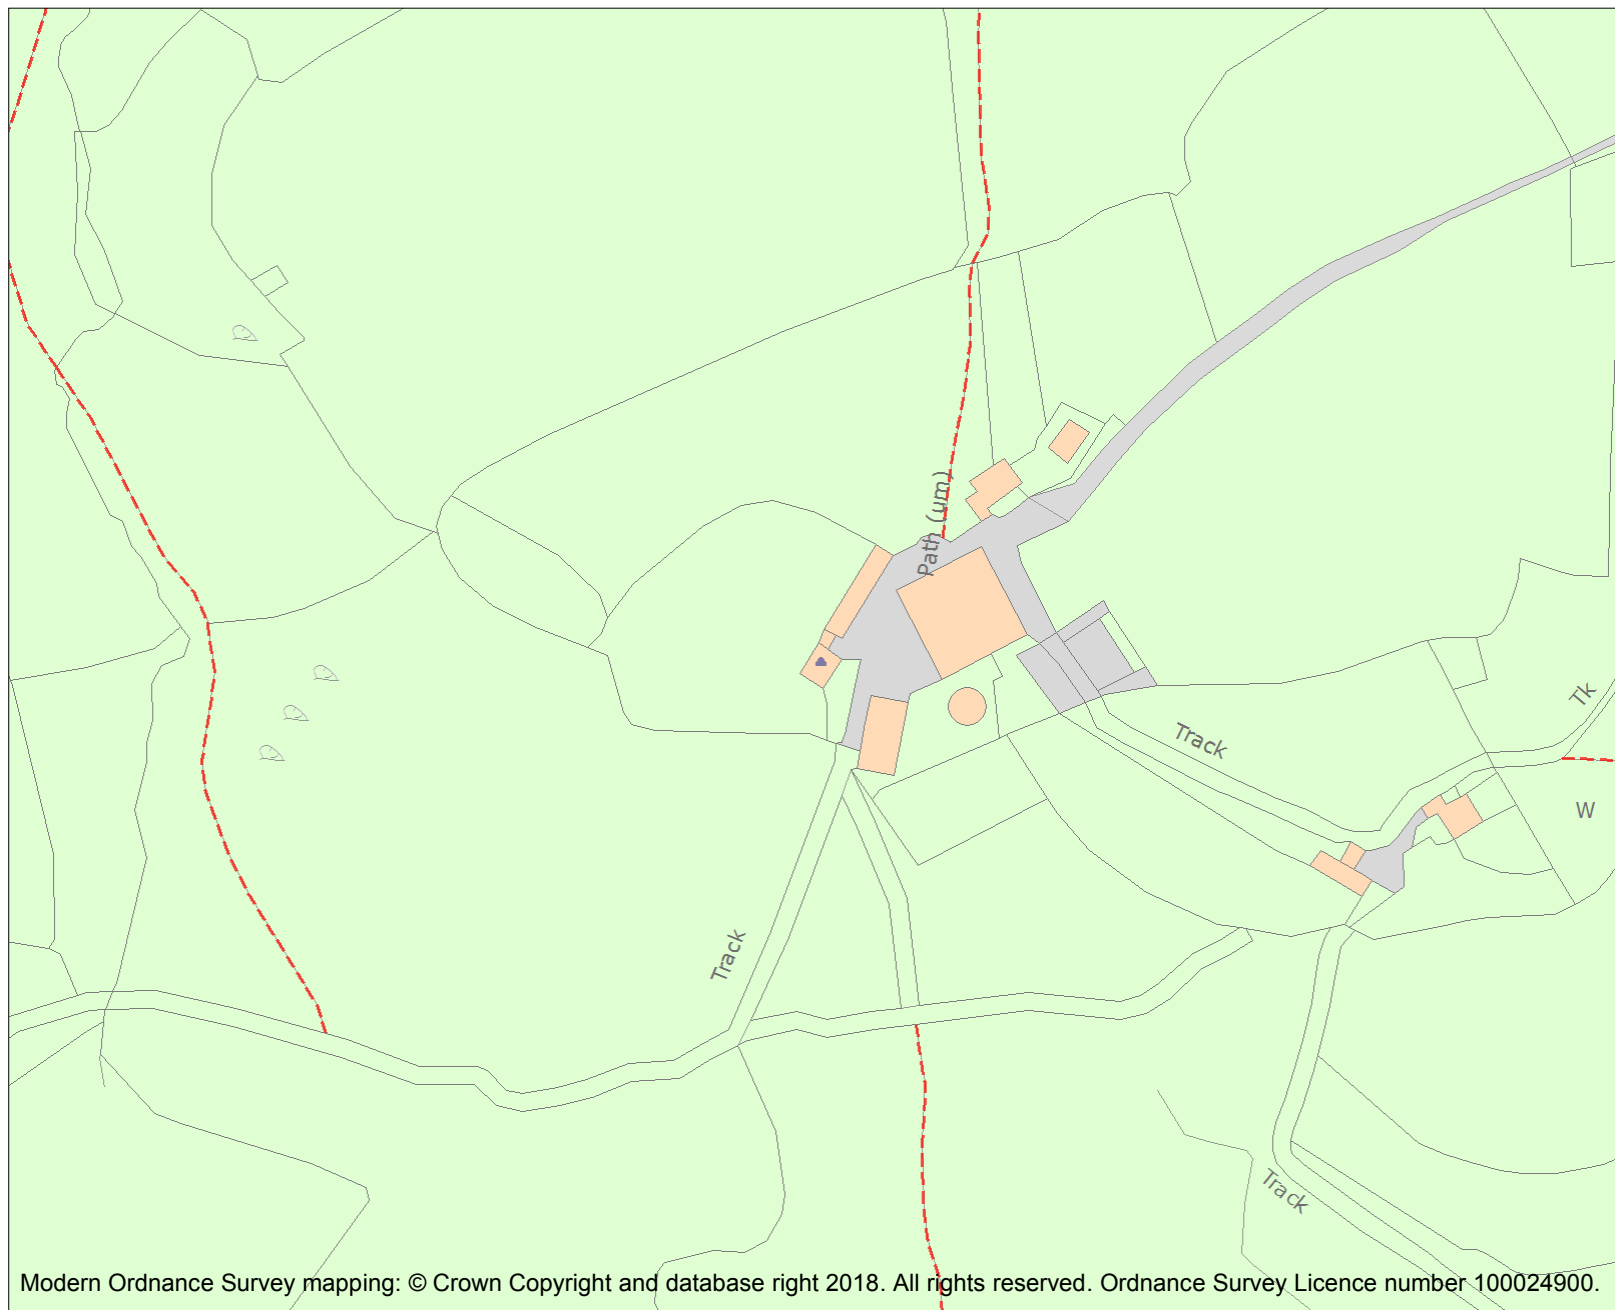 Path (um)
Track
Tk
W
Track
Track
Modern Ordnance Survey mapping: © Crown Copyright and database right 2018. All rights reserved. Ordnance Survey Licence number 100024900.